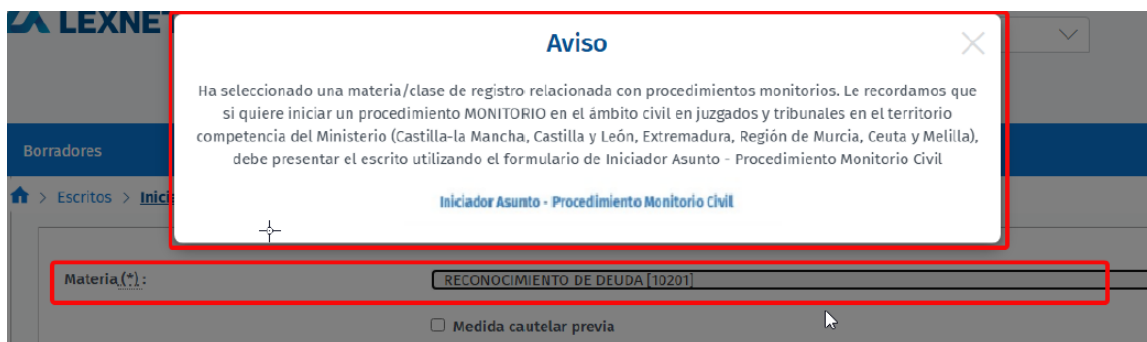 LEXNET
Aviso
Ha seleccionado una materia/clase de registro relacionada con procedimientos monitorios. Le recordamos que
si quiere iniciar un procedimiento MONITORIO en el ámbito civil en juzgados y tribunales en el territorio
competencia del Ministerio (Castilla-la Mancha, Castilla y León, Extremadura, Región de Murcia, Ceuta y Melilla),
debe presentar el escrito utilizando el formulario de Iniciador Asunto - Procedimiento Monitorio Civil
Iniciador Asunto - Procedimiento Monitorio Civil
Borradores
> Escritos > Inici
Materia (*) :
RECONOCIMIENTO DE DEUDA [10201]
Medida cautelar previa